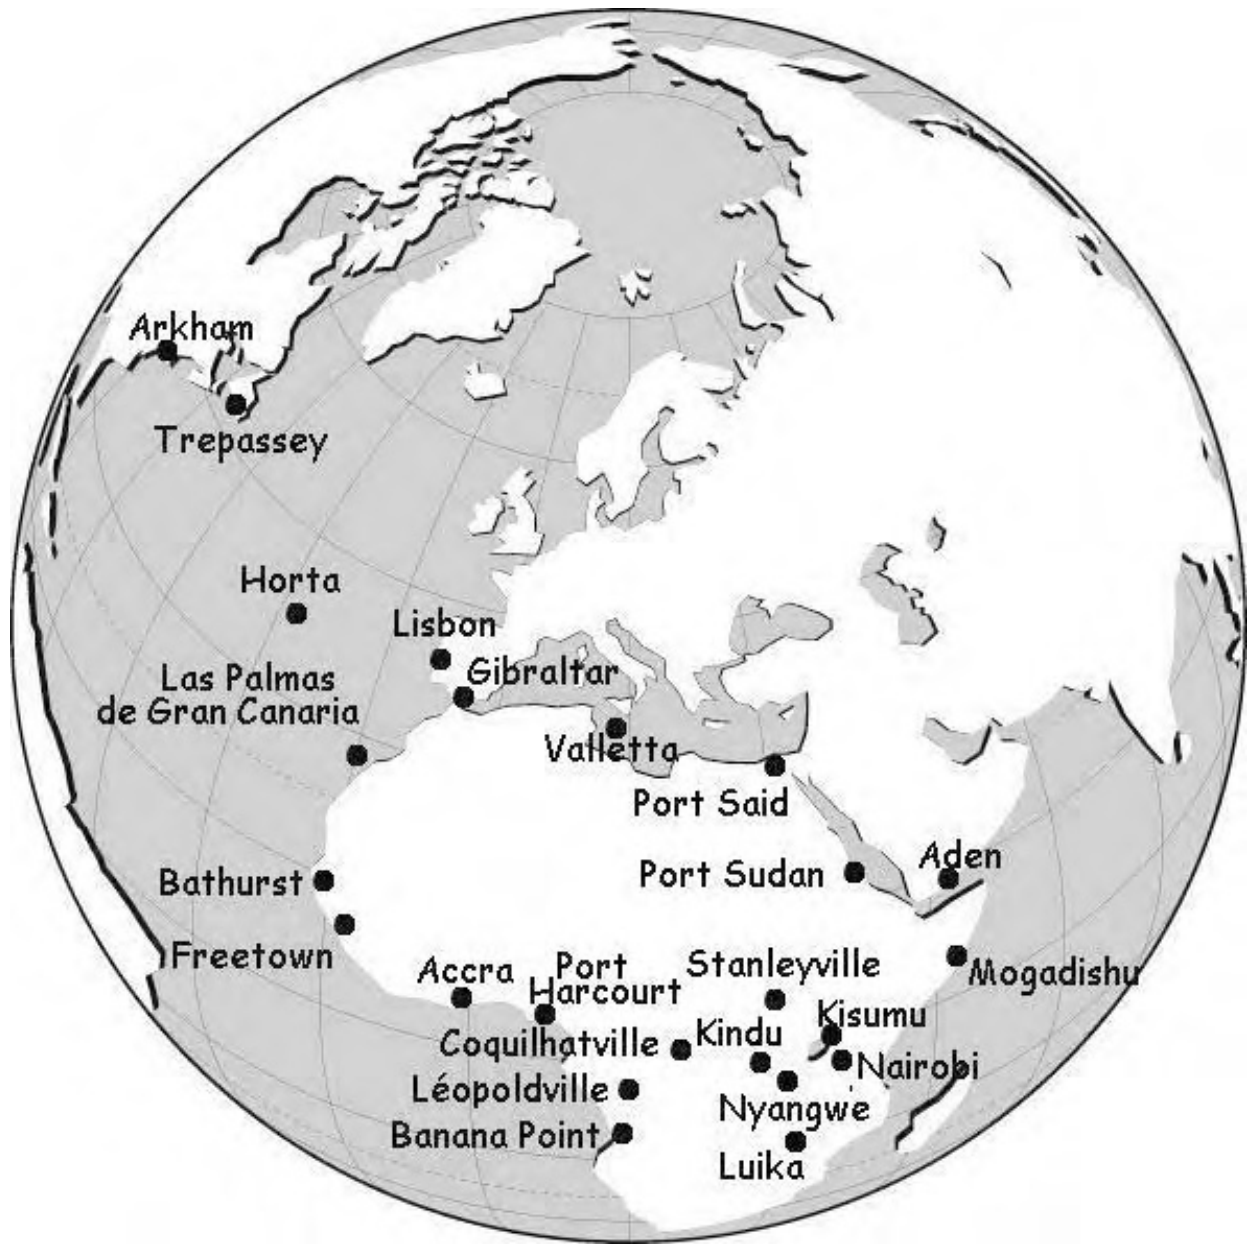 Arkham
Trepassey
Horta
Lisbon
Gibraltar
Las Palmas
de Gran Canaria
Valletta
Port Said
Aden
Port Sudan
Bathurst
Freetown
Accra
Port
Harcourt
Stanleyville
Mogadishu
Kisumu
Coquilhatville
Kindu
Nairobi
Léopoldville
Nyangwe
Banana Point
Luika